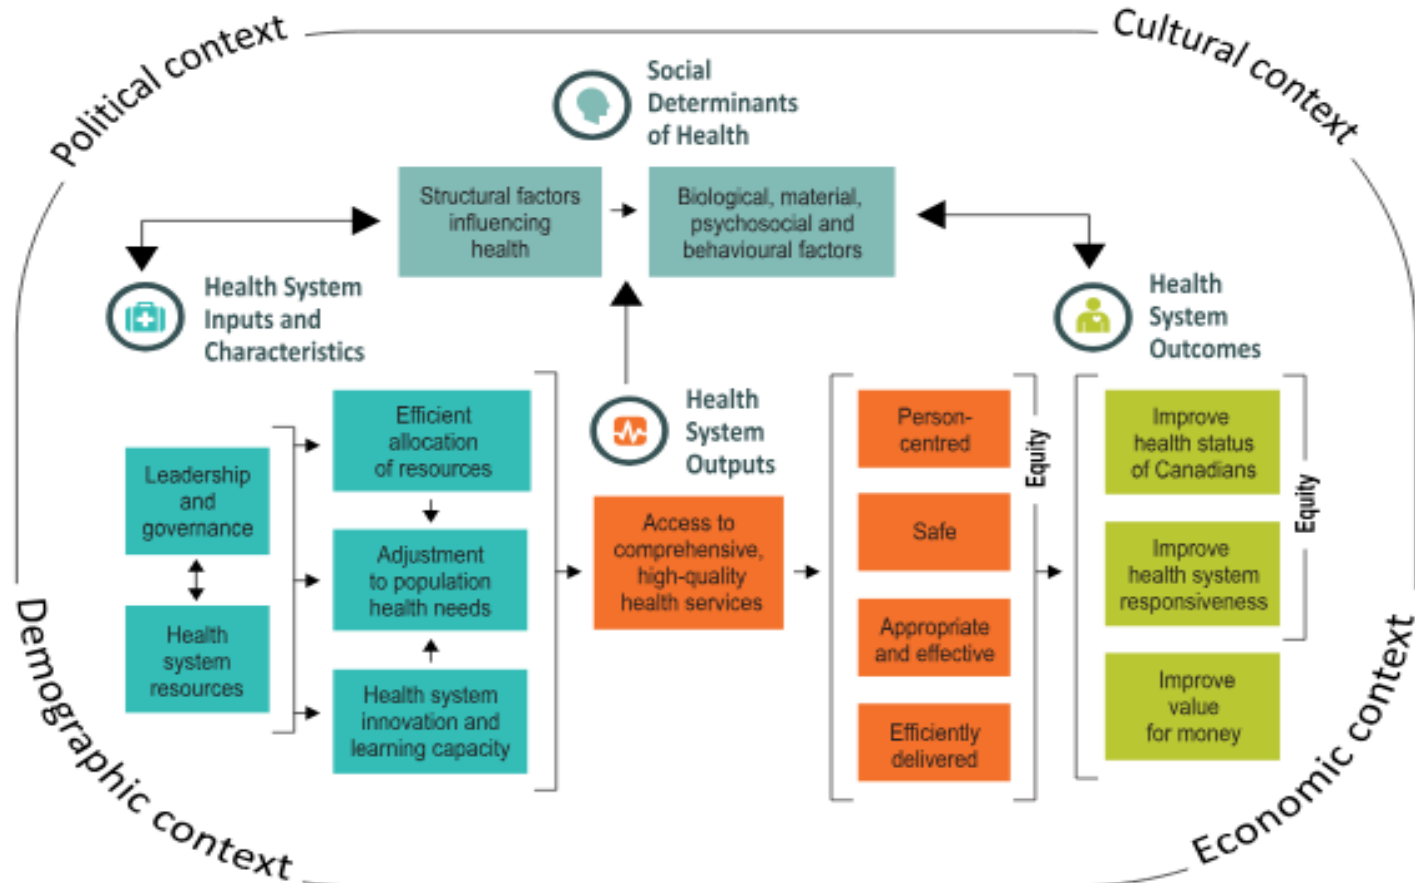 Political context
Cultural context
Social
Determinants
of Health
Structural factors
influencing
health
Biological, material,
psychosocial and
behavioural factors
Health System
Inputs and
Characteristics
Health
System
Outcomes
Health
System
Outputs
Leadership
and
governance
Health
system
resources
Efficient
allocation
of resources
Adjustment
to population
health needs
Health system
innovation and
learning capacity
Access to
comprehensive,
high-quality
health services
Person-
centred
Safe
Appropriate
and effective
Efficiently
delivered
Equity
Improve
health status
of Canadians
Improve
health system
responsiveness
Improve
value
for money
Equity
Demographic context
Economic context